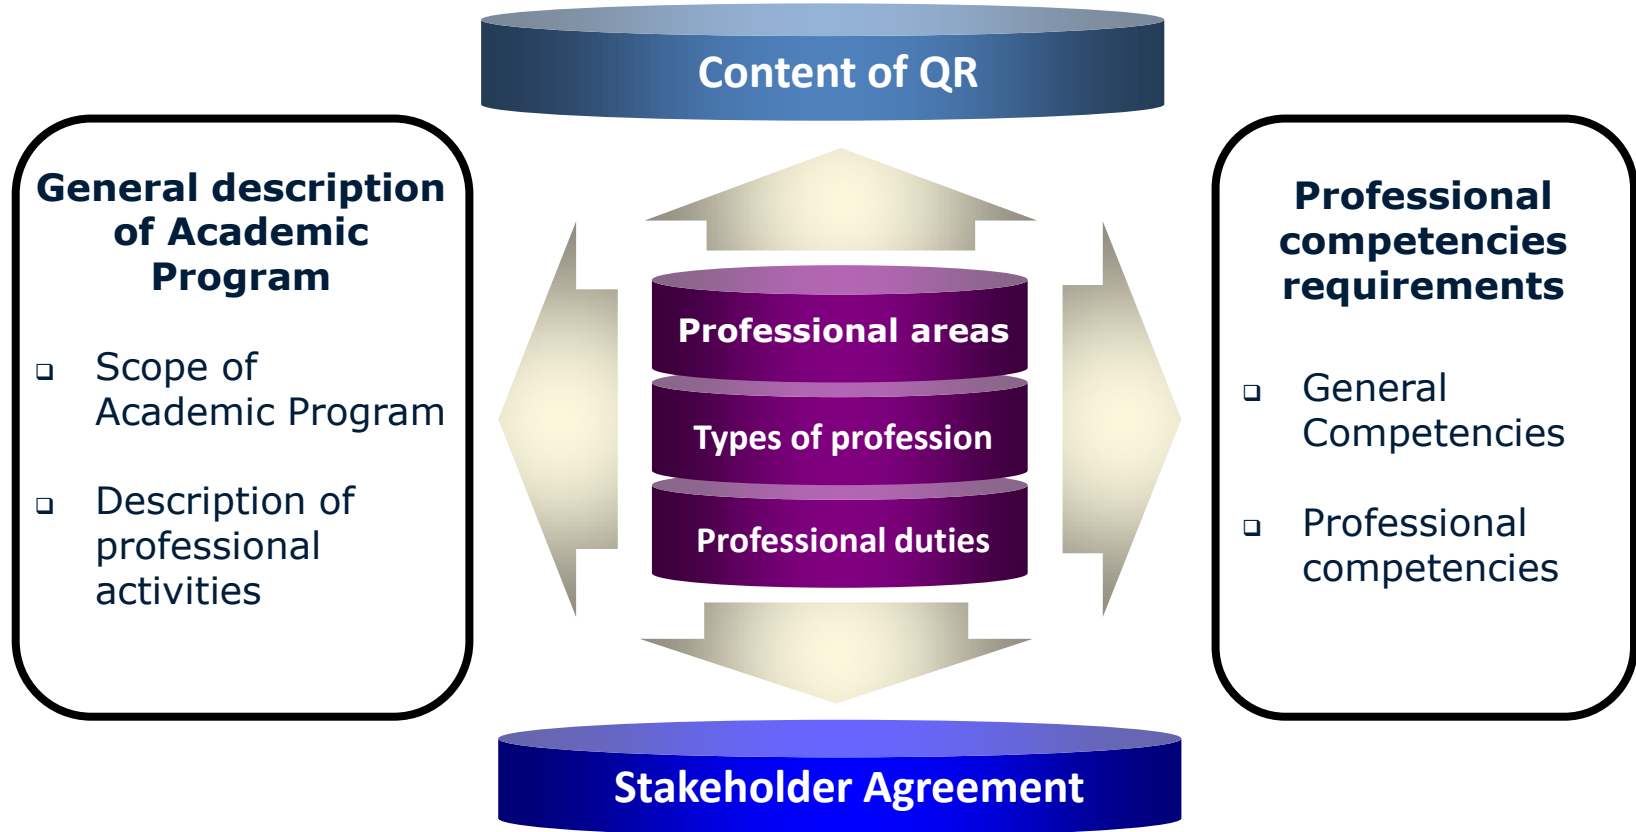 Content of QR
General description
of Academic
Program
Scope of
Academic Program
Description of
professional
activities
Professional areas
Types of profession
Professional duties
Professional
competencies
requirements
General
Competencies
Professional
competencies
Stakeholder Agreement